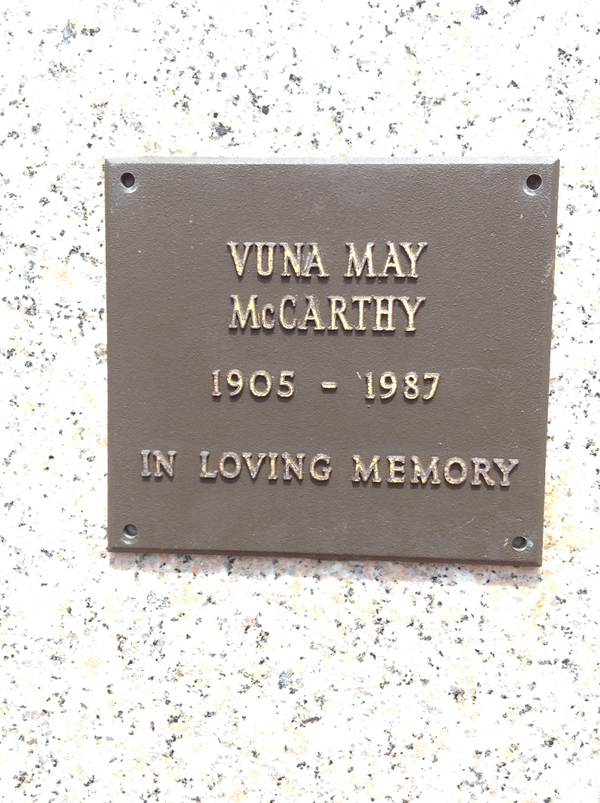 VUNA MAY
McCARTHY
1905 - 1987
IN LOVING MEMORY